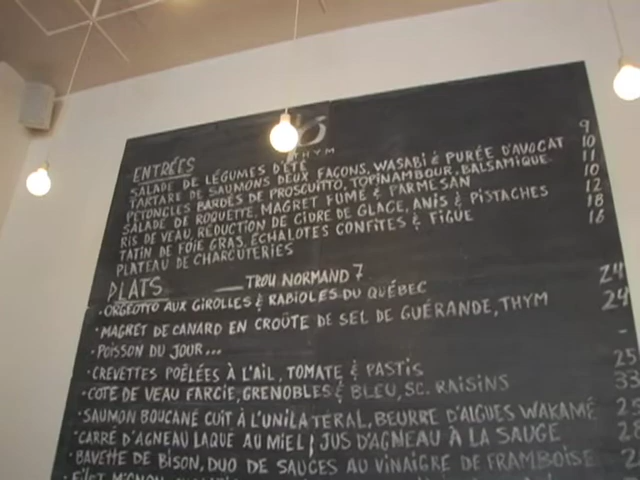 THYM
ENTRÉES
SALADE DE LÉGUMES D'ÉTÉ 9
TARTARE DE SAUMONS DEUX FAÇONS, WASABI & PURÉE D'AVOCAT 10
PETONCLES BARDÉS DE PROSCUITTO, TOPINAMBOUR, BALSAMIQUE 11
SALADE DE ROQUETTE, MAGRET FUMÉ & PARMESAN 10
RIS DE VEAU, RÉDUCTION DE CIDRE DE GLACE, ANIS & PISTACHES 12
TATIN DE FOIE GRAS, ÉCHALOTES CONFITES & FIGUE 18
PLATEAU DE CHARCUTERIES 16
TROU NORMAND 7
PLATS
·ORGEOTTO AUX GIROLLES & RABIOLES DU QUÉBEC 24
·MAGRET DE CANARD EN CROÛTE DE SEL DE GUÉRANDE, THYM 24
·POISSON DU JOUR... -
·CREVETTES POÊLÉES À L'AIL, TOMATE & PASTIS 25
·CÔTE DE VEAU FARCIE, GRENOBLES & BLEU, SC. RAISINS 33
·SAUMON BOUCANÉ CUIT À L'UNILATÉRAL, BEURRE D'ALGUES WAKAMÉ
·CARRÉ D'AGNEAU LAQUÉ AU MIEL, JUS D'AGNEAU À LA SAUGE
·BAVETTE DE BISON, DUO DE SAUCES AU VINAIGRE DE FRAMBOISE